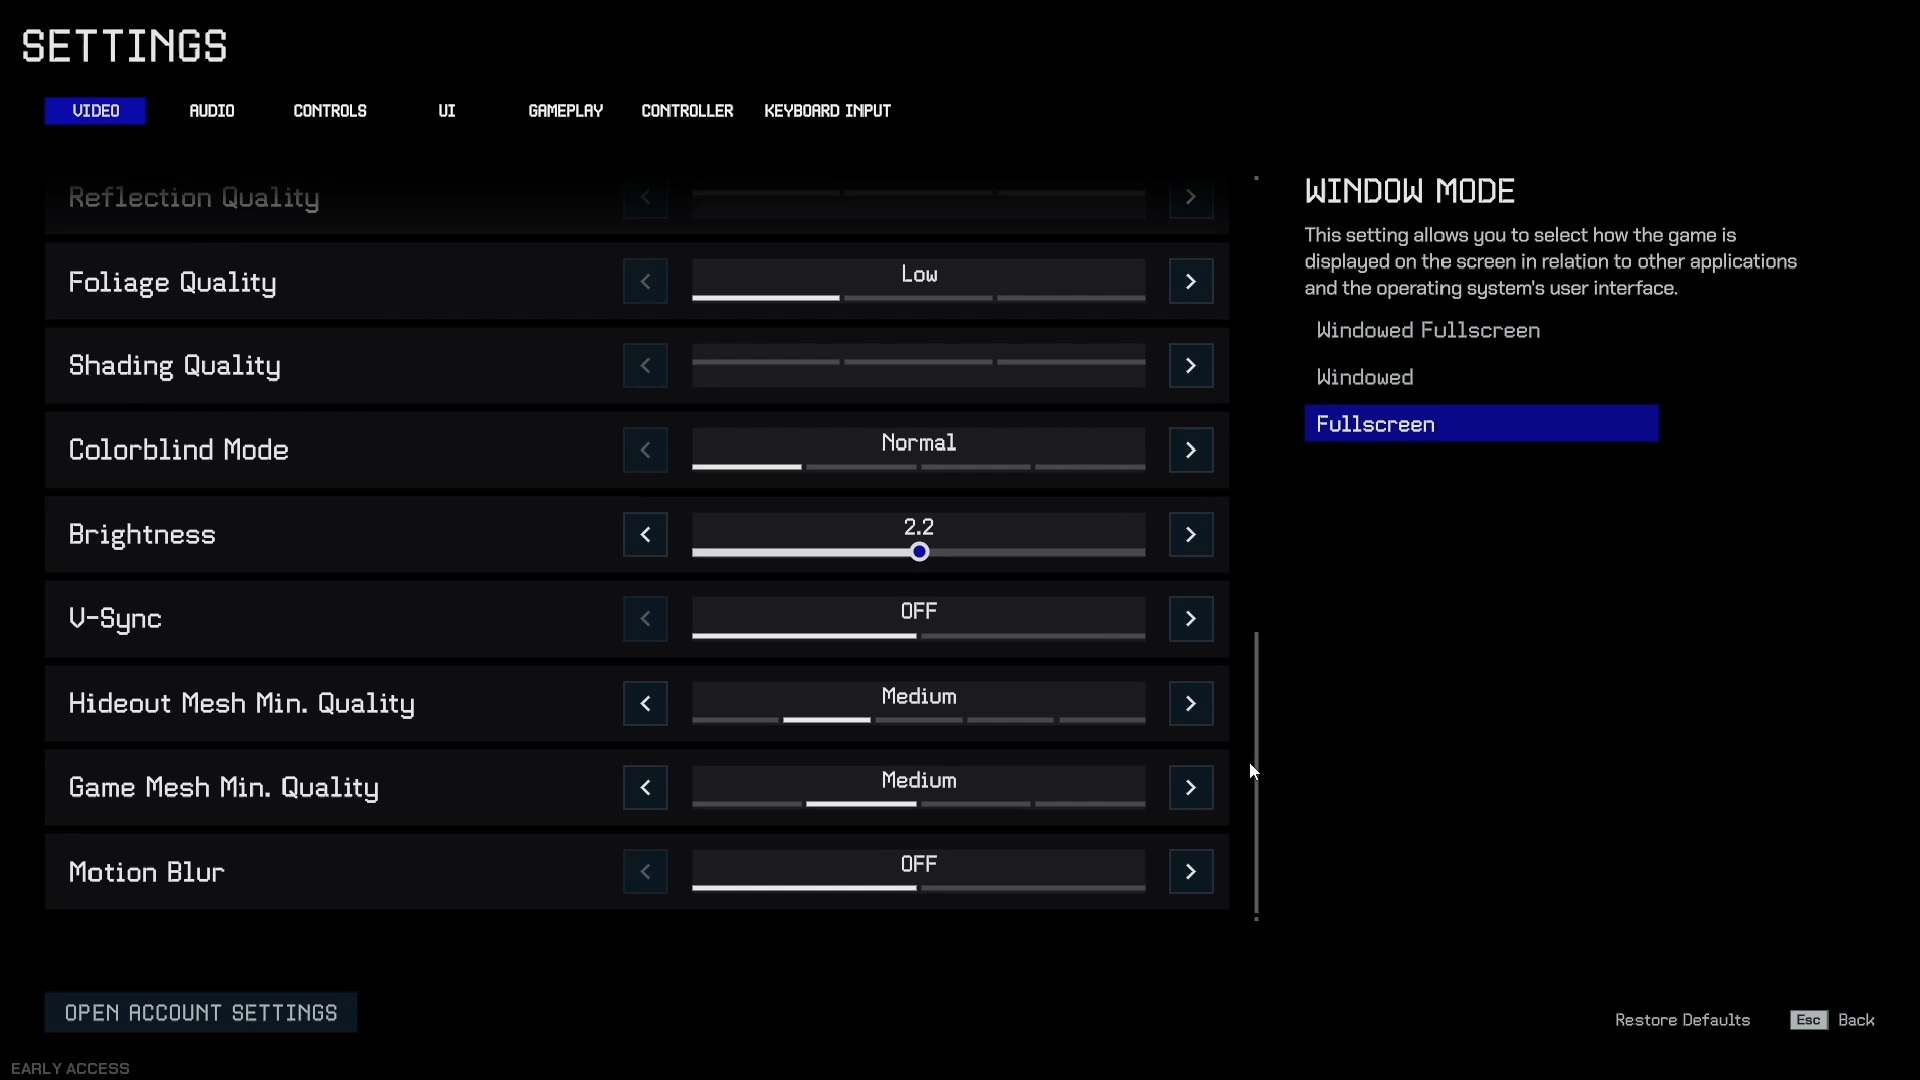 SETTINGS
VIDEO AUDIO CONTROLS UI GAMEPLAY CONTROLLER KEYBOARD INPUT
Reflection Quality
Foliage Quality Low
Shading Quality
Colorblind Mode Normal
Brightness 2.2
V-Sync OFF
Hideout Mesh Min. Quality Medium
Game Mesh Min. Quality Medium
Motion Blur OFF
WINDOW MODE
This setting allows you to select how the game is
displayed on the screen in relation to other applications
and the operating system's user interface.
Windowed Fullscreen
Windowed
Fullscreen
OPEN ACCOUNT SETTINGS
Restore Defaults Esc Back
EARLY ACCESS